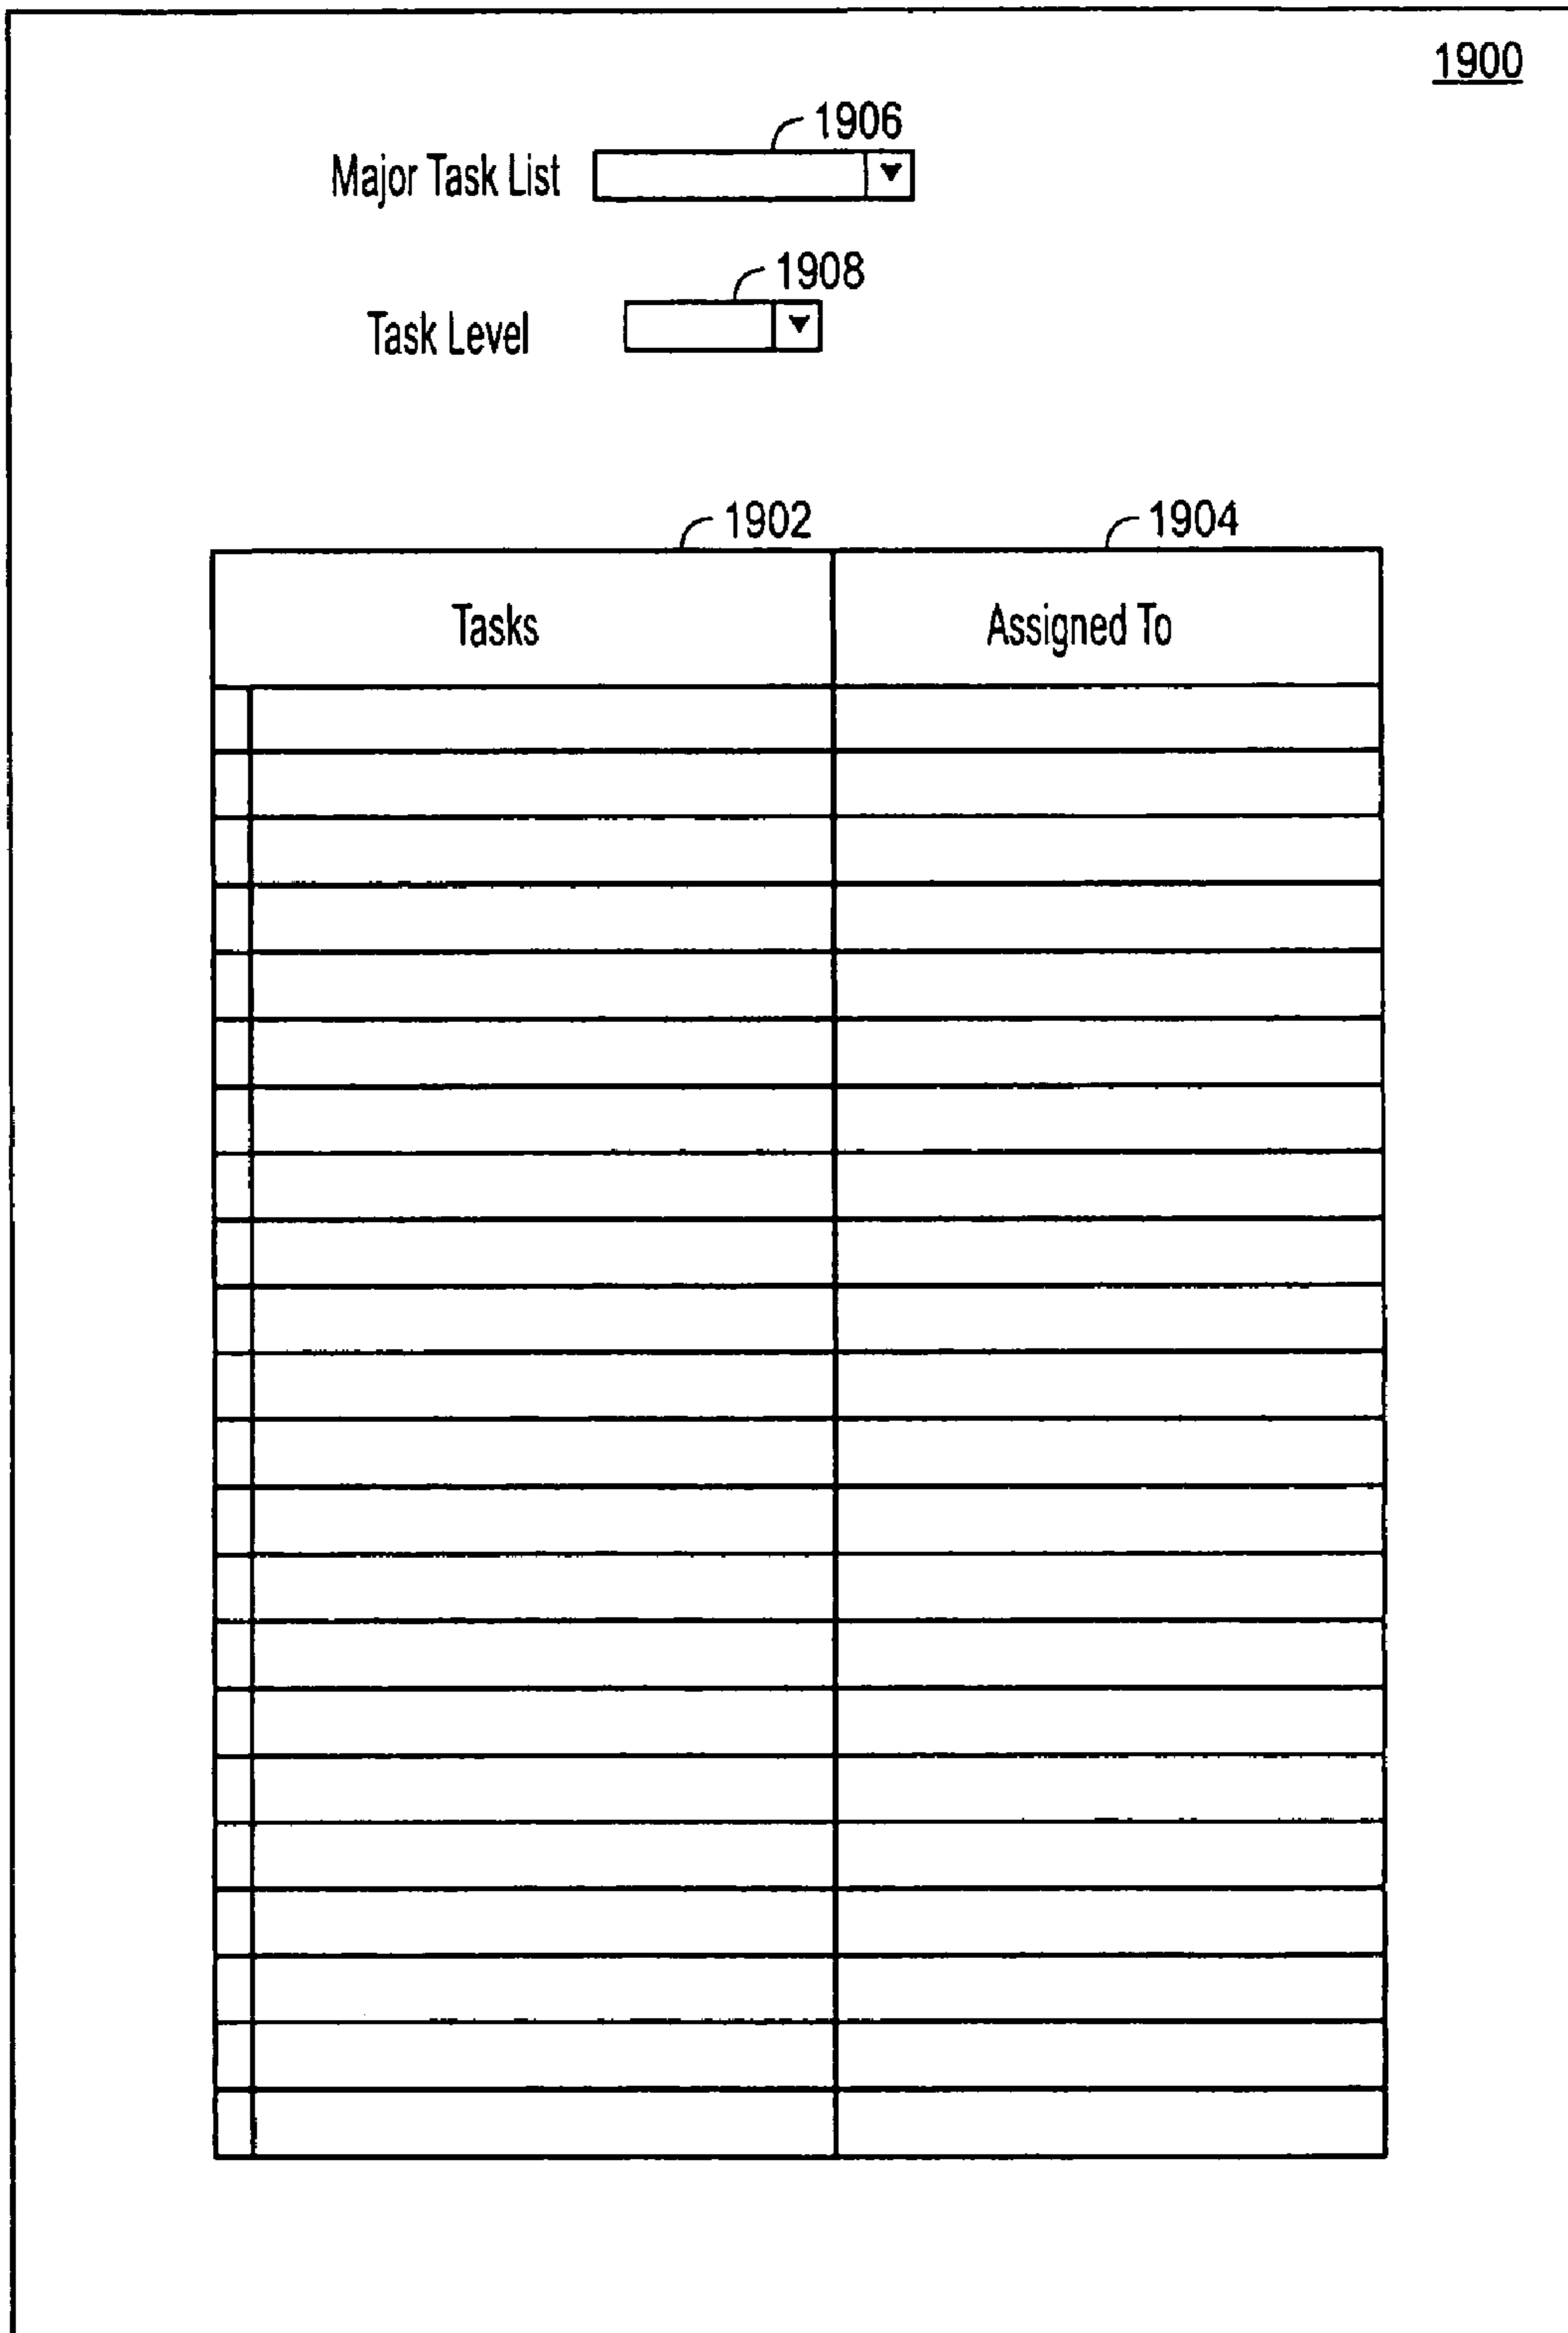 1900
1906
Major Task List
1908
Task Level
1902
1904
Tasks
Assigned To